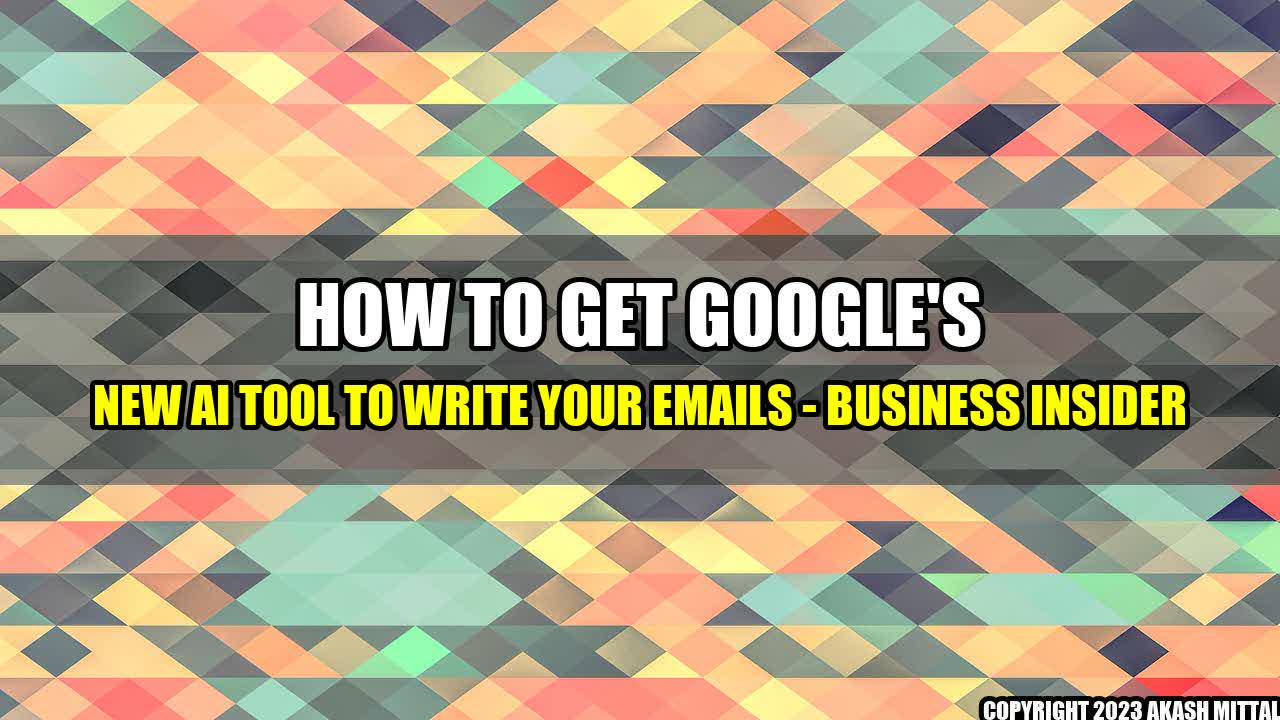 HOW TO GET GOOGLE'S
NEW AI TOOL TO WRITE YOUR EMAILS - BUSINESS INSIDER
COPYRIGHT 2023 AKASH MITTAL